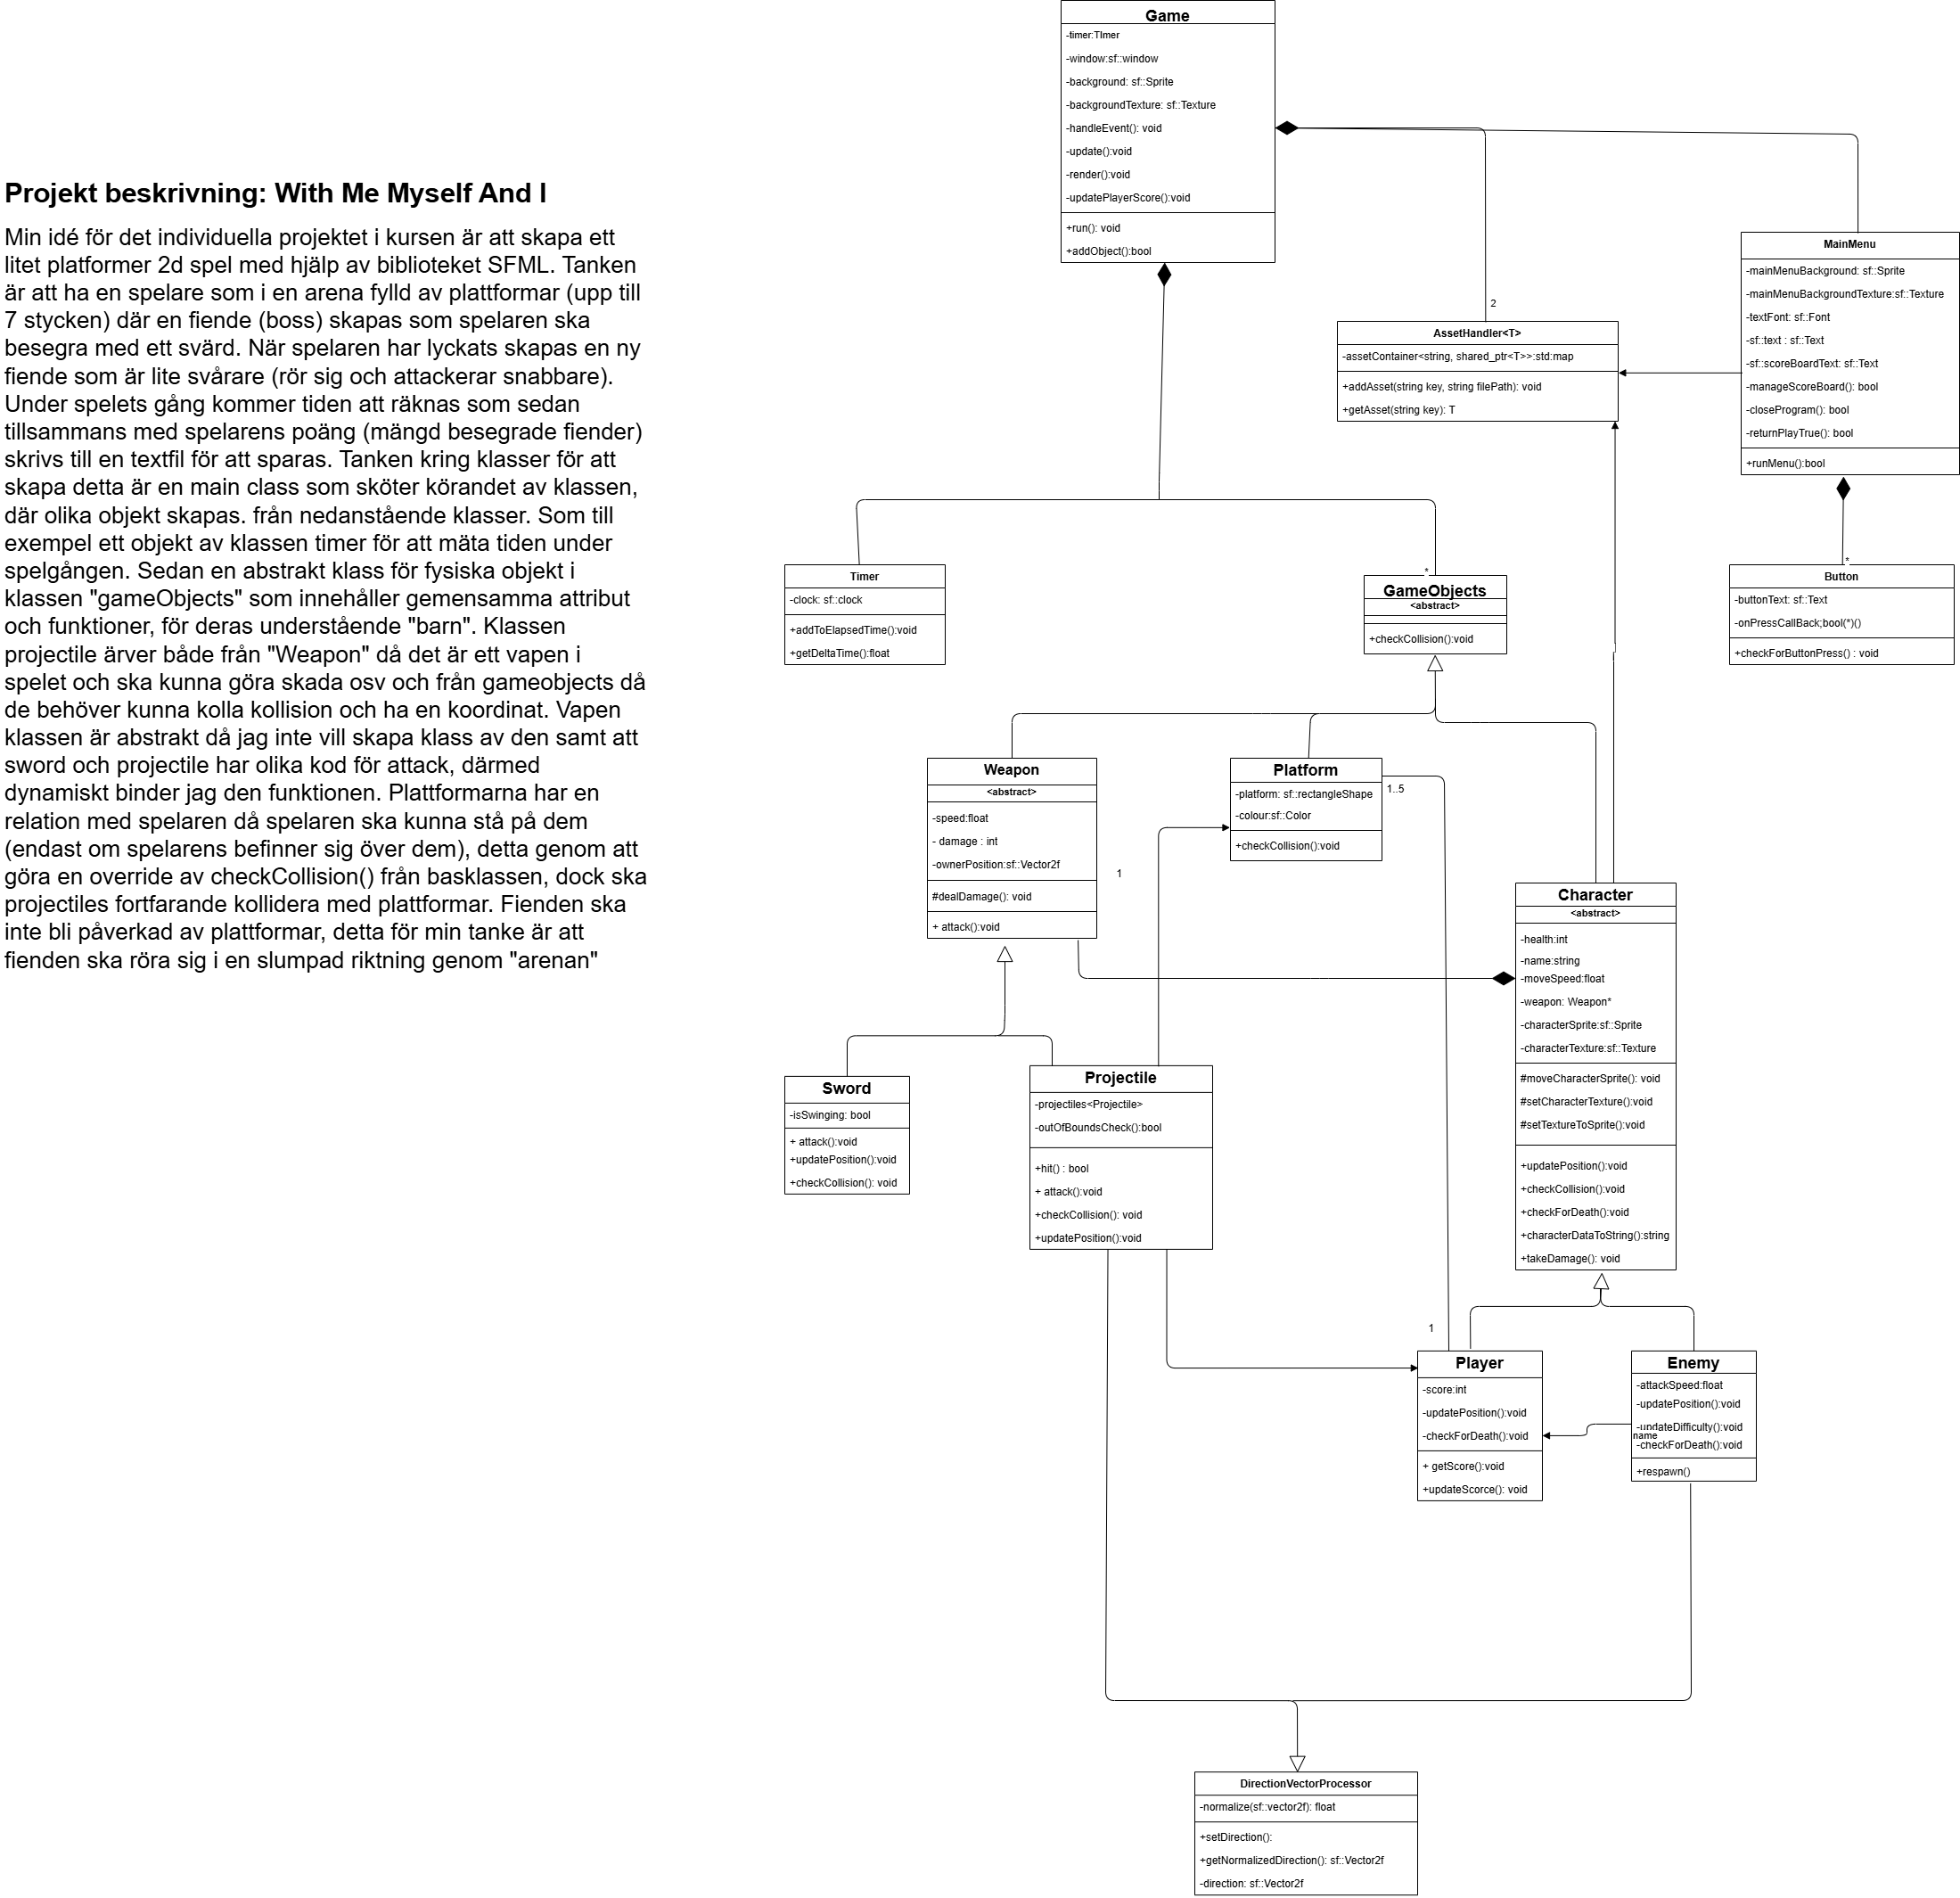 Projekt beskrivning: With Me Myself And I
Min idé för det individuella projektet i kursen är att skapa ett
litet platformer 2d spel med hjälp av biblioteket SFML. Tanken
är att ha en spelare som i en arena fylld av plattformar (upp till
7 stycken) där en fiende (boss) skapas som spelaren ska
besegra med ett svärd. När spelaren har lyckats skapas en ny
fiende som är lite svårare (rör sig och attackerar snabbare).
Under spelets gång kommer tiden att räknas som sedan
tillsammans med spelarens poäng (mängd besegrade fiender)
skrivs till en textfil för att sparas. Tanken kring klasser för att
skapa detta är en main class som sköter körandet av klassen,
där olika objekt skapas. från nedanstående klasser. Som till
exempel ett objekt av klassen timer för att mäta tiden under
spelgången. Sedan en abstrakt klass för fysiska objekt i
klassen "gameObjects" som innehåller gemensamma attribut
och funktioner, för deras understående "barn". Klassen
projectile ärver både från "Weapon" då det är ett vapen i
spelet och ska kunna göra skada osv och från gameobjects då
de behöver kunna kolla kollision och ha en koordinat. Vapen
klassen är abstrakt då jag inte vill skapa klass av den samt att
sword och projectile har olika kod för attack, därmed
dynamiskt binder jag den funktionen. Plattformarna har en
relation med spelaren då spelaren ska kunna stå på dem
(endast om spelarens befinner sig över dem), detta genom att
göra en override av checkCollision() från basklassen, dock ska
projectiles fortfarande kollidera med plattformar. Fienden ska
inte bli påverkad av plattformar, detta för min tanke är att
fienden ska röra sig i en slumpad riktning genom "arenan"
Game
-timer:TImer
-window:sf::window
-background: sf::Sprite
-backgroundTexture: sf::Texture
-handleEvent(): void
-update():void
-render():void
-updatePlayerScore():void
+run(): void
+addObject():bool
2
AssetHandler<T>
-assetContainer<string, shared_ptr<T>>:std:map
+addAsset(string key, string filePath): void
+getAsset(string key): T
MainMenu
-mainMenuBackground: sf::Sprite
-mainMenuBackgroundTexture:sf::Texture
-textFont: sf::Font
-sf::text : sf::Text
-sf::scoreBoardText: sf::Text
-manageScoreBoard(): bool
-closeProgram(): bool
-returnPlayTrue(): bool
+runMenu():bool
Timer
-clock: sf::clock
+addToElapsedTime():void
+getDeltaTime():float
*
GameObjects
<abstract>
+checkCollision():void
*
Button
-buttonText: sf::Text
-onPressCallBack;bool(*)()
+checkForButtonPress() : void
Weapon
<abstract>
-speed:float
- damage : int
-ownerPosition:sf::Vector2f
#dealDamage(): void
+ attack():void
1
Platform
-platform: sf::rectangleShape
-colour:sf::Color
+checkCollision():void
1..5
Character
<abstract>
-health:int
-name:string
-moveSpeed:float
-weapon: Weapon*
-characterSprite:sf::Sprite
-characterTexture:sf::Texture
#moveCharacterSprite(): void
#setCharacterTexture():void
#setTextureToSprite():void
+updatePosition():void
+checkCollision():void
+checkForDeath():void
+characterDataToString():string
+takeDamage(): void
Sword
-isSwinging: bool
+ attack():void
+updatePosition():void
+checkCollision(): void
Projectile
-projectiles<Projectile>
-outOfBoundsCheck():bool
+hit() : bool
+ attack():void
+checkCollision(): void
+updatePosition():void
1
Player
-score:int
-updatePosition():void
-checkForDeath():void
+ getScore():void
+updateScorce(): void
Enemy
-attackSpeed:float
-updatePosition():void
-updateDifficulty():void
name
-checkForDeath():void
+respawn()
DirectionVectorProcessor
-normalize(sf::vector2f): float
+setDirection():
+getNormalizedDirection(): sf::Vector2f
-direction: sf::Vector2f